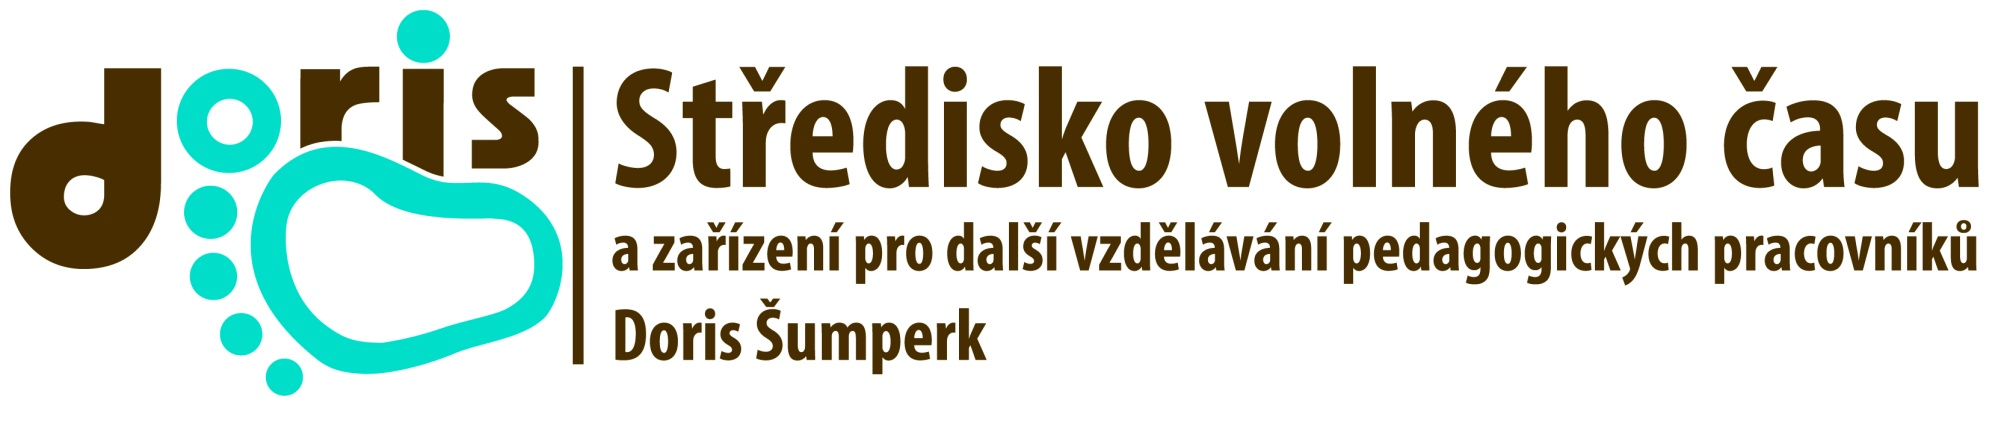 doris
Středisko volného času
a zařízení pro další vzdělávání pedagogických pracovníků
Doris Šumperk